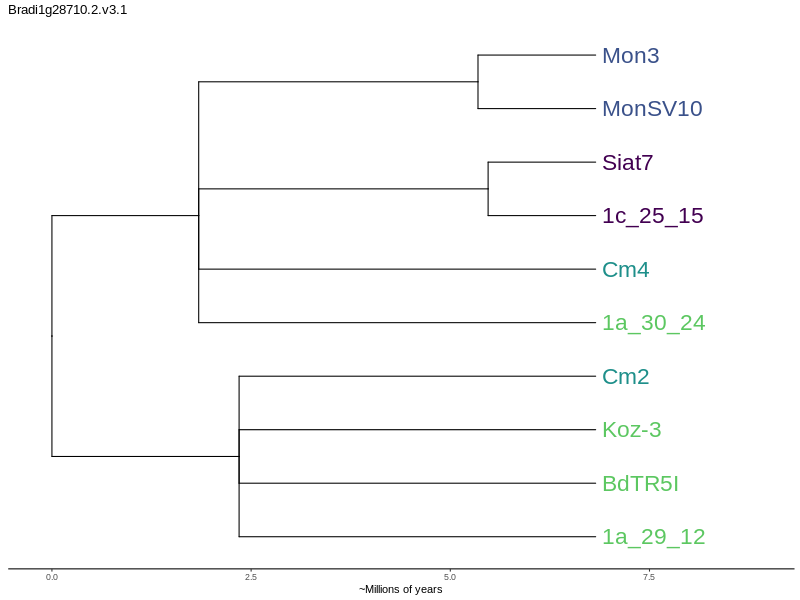 Bradi1g28710.2.v3.1
Mon3
MonSV10
Siat7
1c_25_15
Cm4
1a_30_24
Cm2
Koz-3
BdTR5I
1a_29_12
0.0 2.5 5.0 7.5
~Millions of years